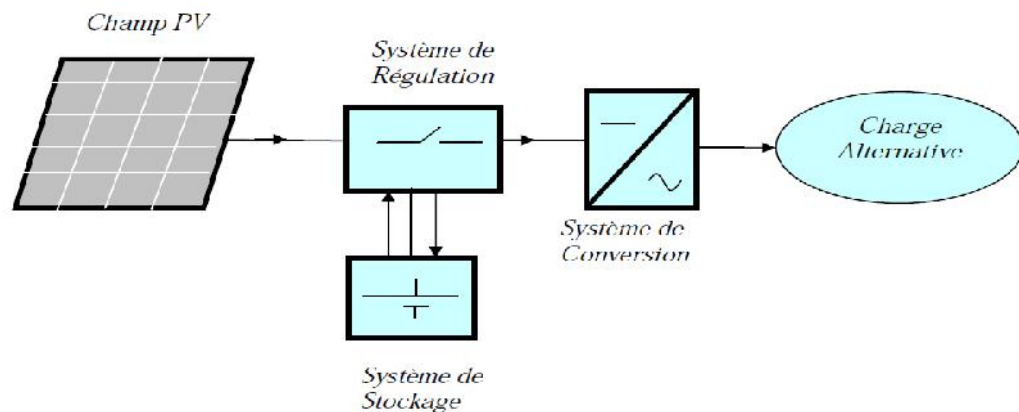 Champ PV
Système de
Régulation
Charge
Alternative
Système de
Conversion
Système de
Stockage